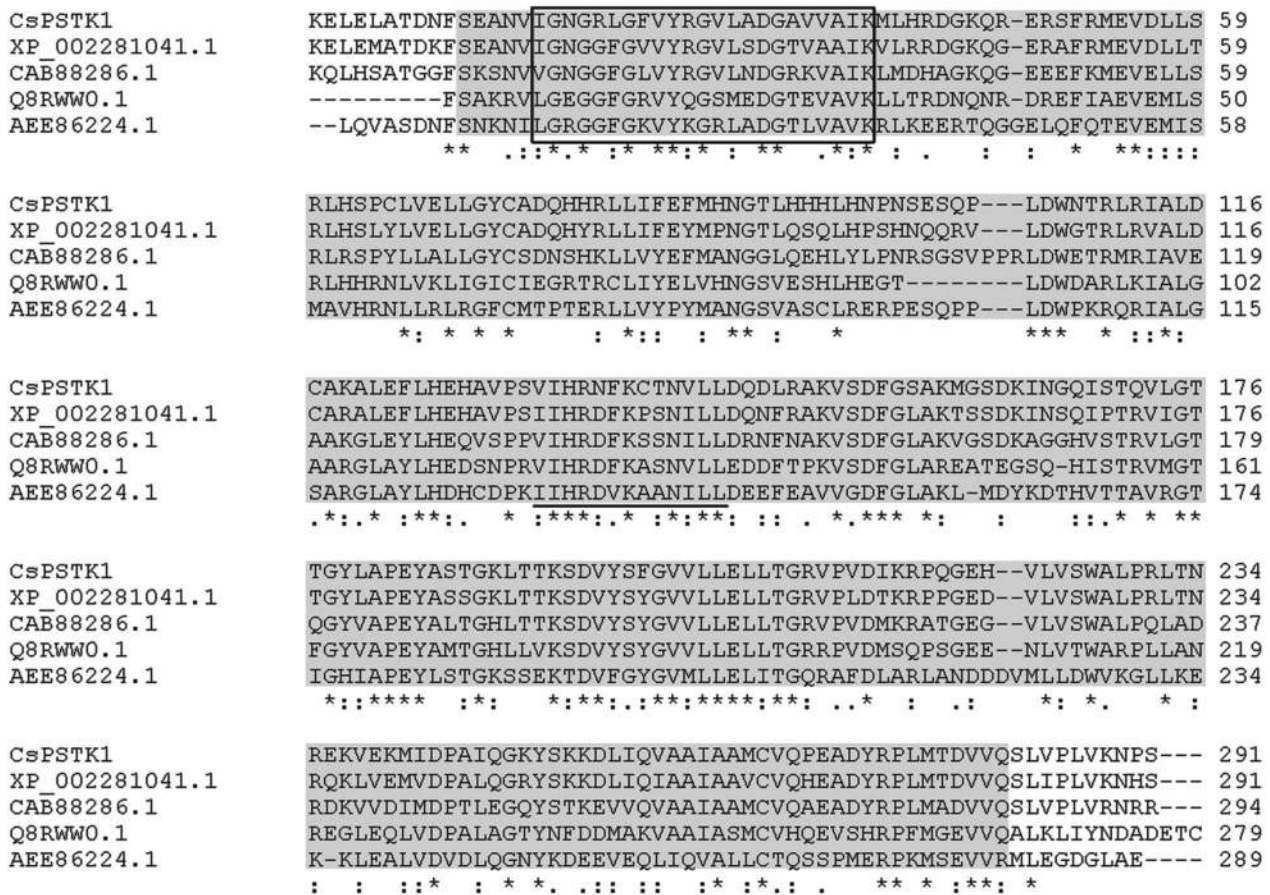 CsPSTK1 KELELATDNFSEANVIGNGRLGFVYRGVLADGAVVAIKMLHRDGKQR-ERSFRMEVDLLS 59
XP_002281041.1 KELEMATDKFSEANVIGNGGFGVVYRGVLSDGTVAAIKVLRRDGKQG-ERAFRMEVDLLT 59
CAB88286.1 KQLHSATGGFSKSNVVGNGGFGLVYRGVLNDGRKVAIKLMDHAGKQG-EEEFKMEVELLS 59
Q8RWW0.1 ---------FSAKRVLGEGGFGRVYQGSMEDGTEVAVKLLTRDNQNR-DREFIAEVEMLS 50
AEE86224.1 --LQVASDNFSNKNILGRGGFGKVYKGRLADGTLVAVKRLKEERTQGGELQFQTEVEMIS 58
** .::*.* :* **:* : ** .*:* : . : : * **::::
CsPSTK1 RLHSPCLVELLGYCADQHHRLLIFEFMHNGTLHHHLHNPNSESQP---LDWNTRLRIALD 116
XP_002281041.1 RLHSLYLVELLGYCADQHYRLLIFEYMPNGTLQSQLHPSHNQQRV---LDWGTRLRVALD 116
CAB88286.1 RLRSPYLLALLGYCSDNSHKLLVYEFMANGGLQEHLYLPNRSGSVPPRLDWETRMRIAVE 119
Q8RWW0.1 RLHHRNLVKLIGICIEGRTRCLIYELVHNGSVESHLHEGT--------LDWDARLKIALG 102
AEE86224.1 MAVHRNLLRLRGFCMTPTERLLVYPYMANGSVASCLRERPESQPP---LDWPKRQRIALG 115
*: * * * : *:: : ** : * *** * ::*:
CsPSTK1 CAKALEFLHEHAVPSVIHRNFKCTNVLLDQDLRAKVSDFGSAKMGSDKINGQISTQVLGT 176
XP_002281041.1 CARALEFLHEHAVPSIIHRDFKPSNILLDQNFRAKVSDFGLAKTSSDKINSQIPTRVIGT 176
CAB88286.1 AAKGLEYLHEQVSPPVIHRDFKSSNILLDRNFNAKVSDFGLAKVGSDKAGGHVSTRVLGT 179
Q8RWW0.1 AARGLAYLHEDSNPRVIHRDFKASNVLLEDDFTPKVSDFGLAREATEGSQ-HISTRVMGT 161
AEE86224.1 SARGLAYLHDHCDPKIIHRDVKAANILLDEEFEAVVGDFGLAKL-MDYKDTHVTTAVRGT 174
.*:.* :**:. * :***:.* :*:**: :: . *.*** *: : ::.* * **
CsPSTK1 TGYLAPEYASTGKLTTKSDVYSFGVVLLELLTGRVPVDIKRPQGEH--VLVSWALPRLTN 234
XP_002281041.1 TGYLAPEYASSGKLTTKSDVYSYGVVLLELLTGRVPLDTKRPPGED--VLVSWALPRLTN 234
CAB88286.1 QGYVAPEYALTGHLTTKSDVYSYGVVLLELLTGRVPVDMKRATGEG--VLVSWALPQLAD 237
Q8RWW0.1 FGYVAPEYAMTGHLLVKSDVYSYGVVLLELLTGRRPVDMSQPSGEE--NLVTWARPLLAN 219
AEE86224.1 IGHIAPEYLSTGKSSEKTDVFGYGVMLLELITGQRAFDLARLANDDDVMLLDWVKGLLKE 234
*::**** :*: *:**:.:**:****:**: ..* : .: *: *. * :
CsPSTK1 REKVEKMIDPAIQGKYSKKDLIQVAAIAAMCVQPEADYRPLMTDVVQSLVPLVKNPS--- 291
XP_002281041.1 RQKLVEMVDPALQGRYSKKDLIQIAAIAAVCVQHEADYRPLMTDVVQSLIPLVKNHS--- 291
CAB88286.1 RDKVVDIMDPTLEGQYSTKEVVQVAAIAAMCVQAEADYRPLMADVVQSLVPLVRNRR--- 294
Q8RWW0.1 REGLEQLVDPALAGTYNFDDMAKVAAIASMCVHQEVSHRPFMGEVVQALKLIYNDADETC 279
AEE86224.1 K-KLEALVDVDLQGNYKDEEVEQLIQVALLCTQSSPMERPKMSEVVRMLEGDGLAE---- 289
: : ::* : * *. .:: :: :* :*.: . ** * :**: *